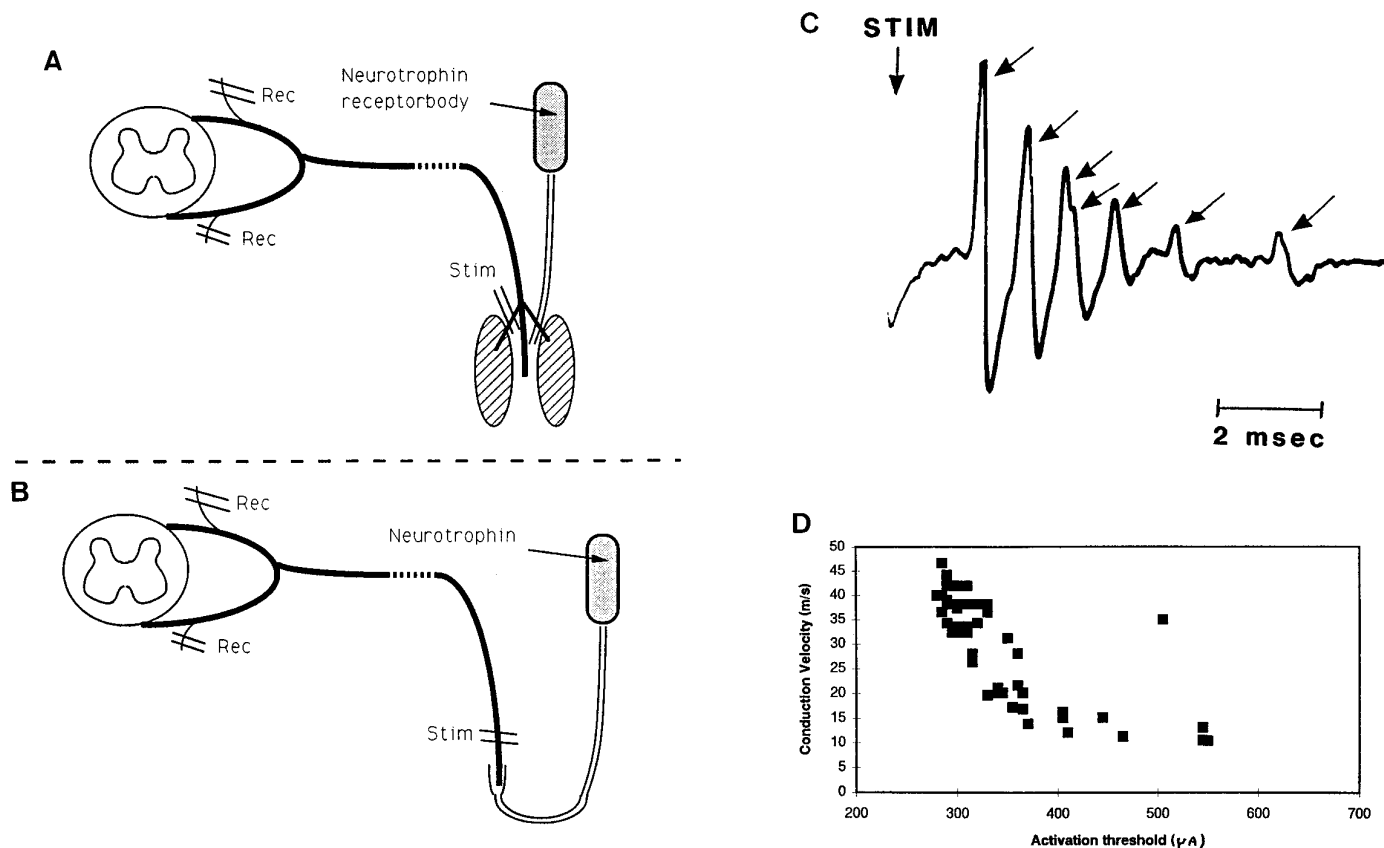 A
Rec
Neurotrophin
receptorbody
Rec
Stim
B
Rec
Neurotrophin
Rec
Stim
C
STIM
2 msec
D
Conduction Velocity (m/s)
50
45
40
35
30
25
20
15
10
5
0
200 300 400 500 600 700
Activation threshold (μA)